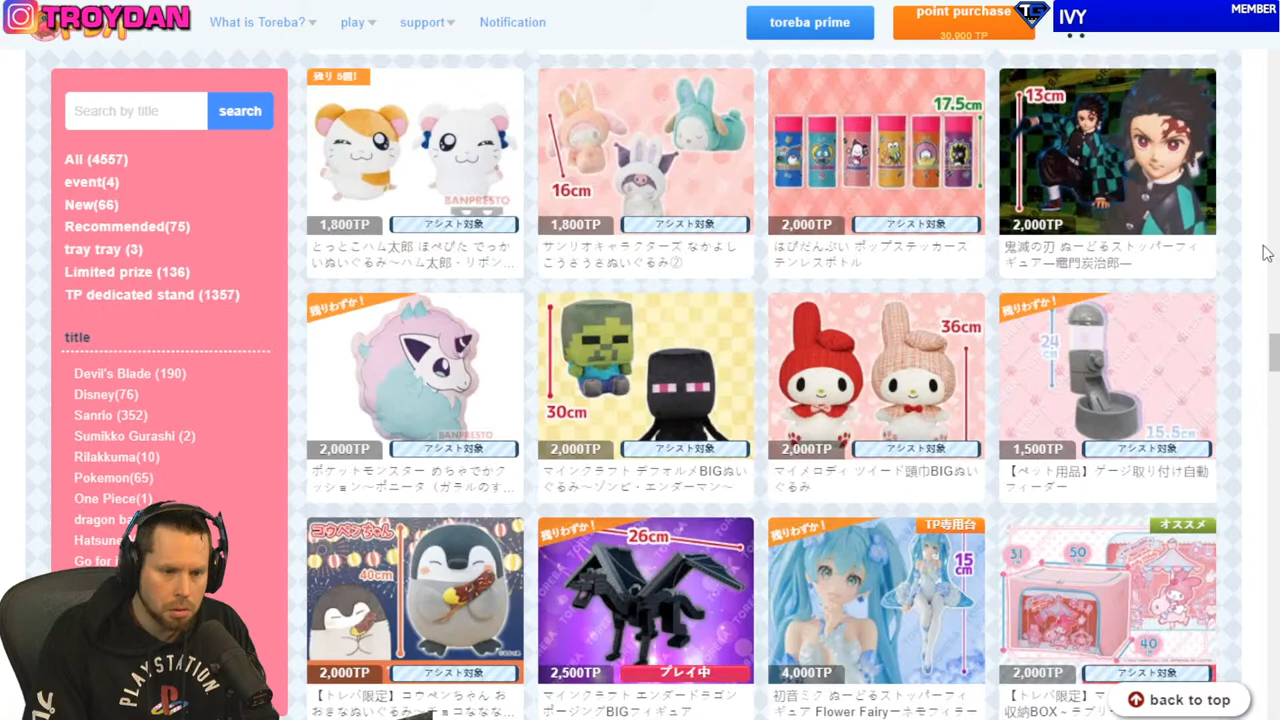 TROYDAN
What is Toreba?
play
support
Notification
toreba prime
point purchase
30,900 TP
TG
IVY
MEMBER
Search by title
search
All (4557)
event(4)
New(66)
Recommended(75)
tray tray (3)
Limited prize (136)
TP dedicated stand (1357)
title
Devil's Blade (190)
Disney(76)
Sanrio (352)
Sumikko Gurashi (2)
Rilakkuma(10)
Pokemon(65)
One Piece(1)
dragon ba
Hatsune
Go for i
残り 5個!
BANPRESTO
1,800TP
アシスト対象
とっとこハム太郎 ほぺぴた でっか
いぬいぐるみ~ハム太郎・リボン...
16cm
1,800TP
アシスト対象
サンリオキャラクターズ なかよし
こうさうさぬいぐるみ②
17.5cm
2,000TP
アシスト対象
はぴだんぶい ポップステッカース
テンレスボトル
13cm
2,000TP
鬼滅の刃 ぬーどるストッパーフィ
ギュアー竈門炭治郎ー
残りわずか!
BANPRESTO
2,000TP
アシスト対象
ポケットモンスター めちゃでかク
ッション~ポニータ(ガラルのす...
30cm
2,000TP
アシスト対象
マインクラフト デフォルメBIGぬい
ぐるみ~ゾンビ・エンダーマン~
36cm
2,000TP
アシスト対象
マイメロディ ツイード頭巾BIGぬい
ぐるみ
残りわずか!
24
cm
15.5cm
1,500TP
アシスト対象
【ペット用品】ゲージ取り付け自動
フィーダー
コウペンちゃん
40cm
2,000TP
アシスト対象
【トレバ限定】コウペンちゃん お
おまなぬいぐるみ~チョコななな...
残りわずか!
26cm
2,500TP
プレイ中
マインクラフト エンダードラゴン
ポージングBIGフィギュア
残りわずか!
TP専用台
15
cm
4,000TP
初音ミク ぬーどるストッパーフィ
ギュア Flower Fairyーネモフィラー
オススメ
31
50
40
2,000TP
アシスト対象
【トレバ限定】マ
収納BOX~ラブリー
back to top
PLAYSTATION